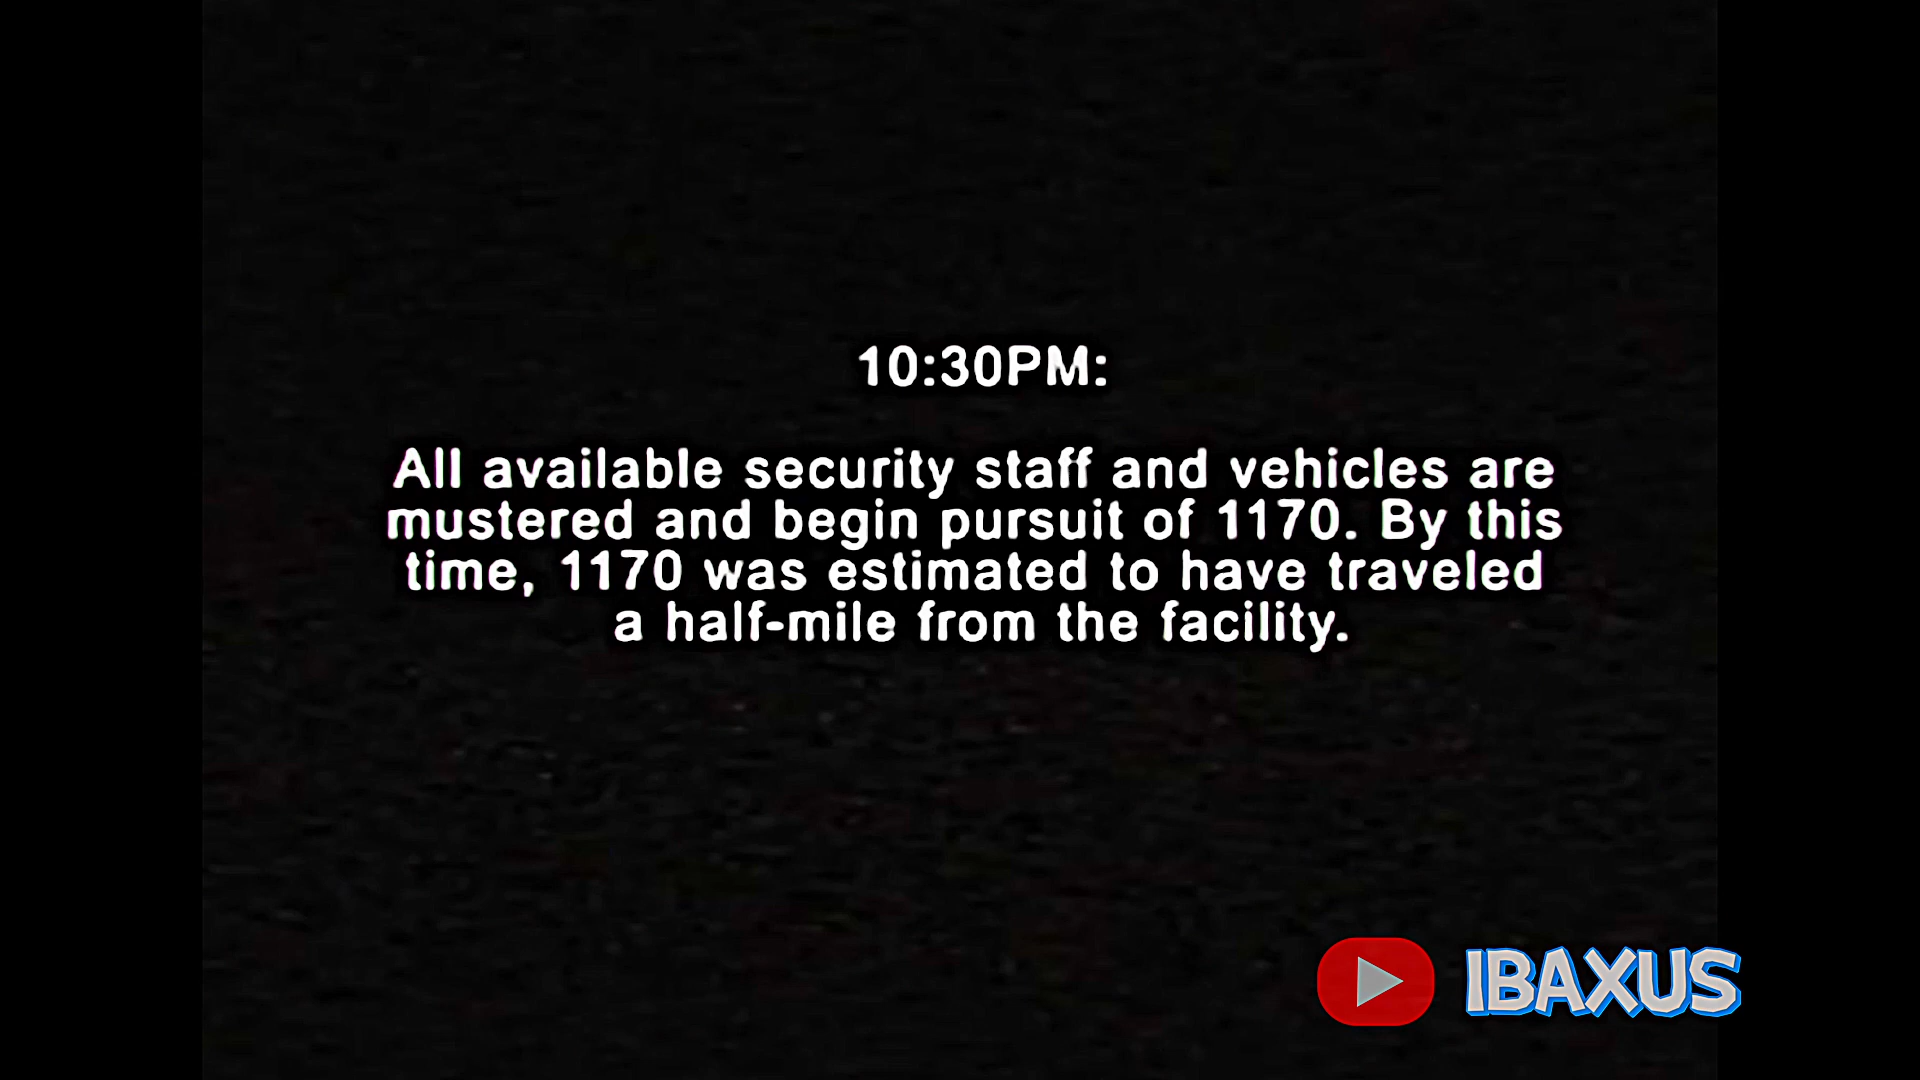 10:30PM:
All available security staff and vehicles are
mustered and begin pursuit of 1170. By this
time, 1170 was estimated to have traveled
a half-mile from the facility.
IBAXUS